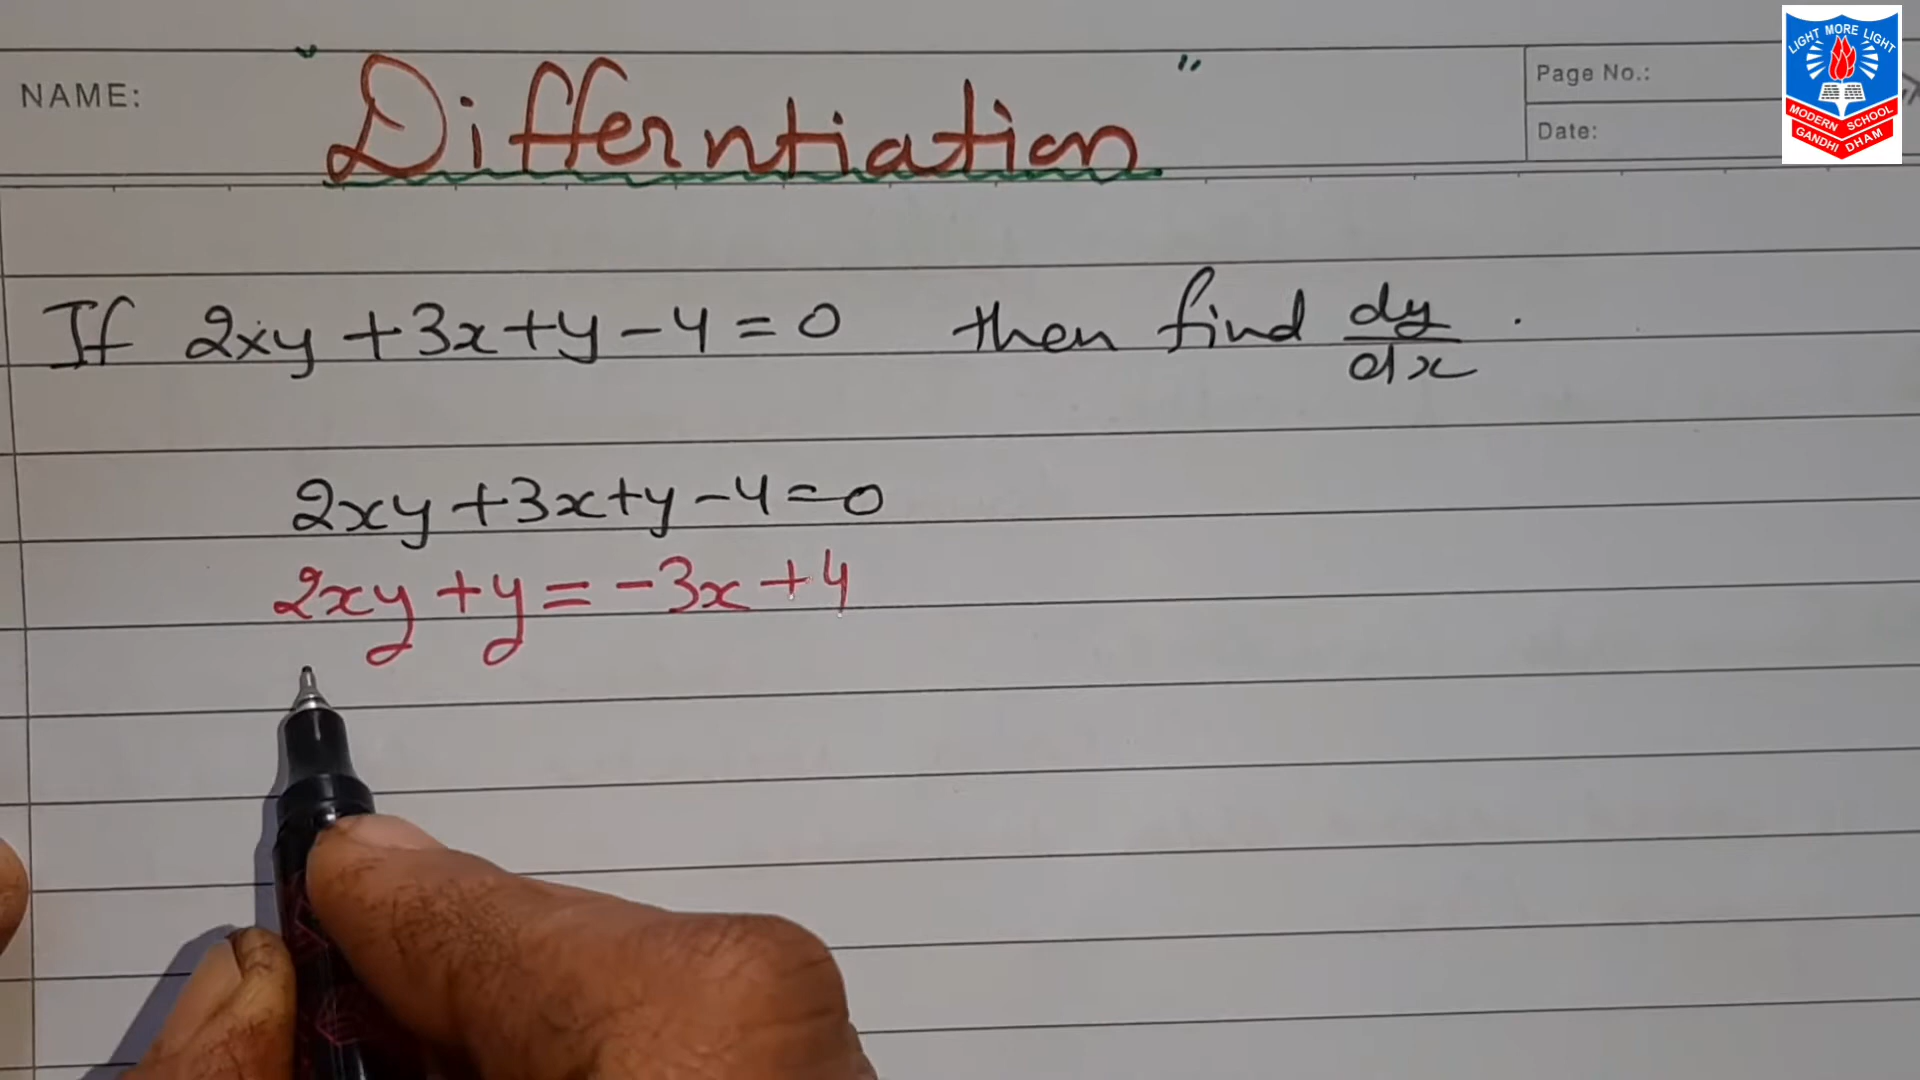 NAME:
"Differntiation"
Page No.:
Date:
LIGHT MORE LIGHT
MODERN SCHOOL
GANDHI DHAM
If 2xy + 3x + y - 4 = 0 then find dy/dx .
2xy + 3x + y - 4 = 0
2xy + y = -3x + 4